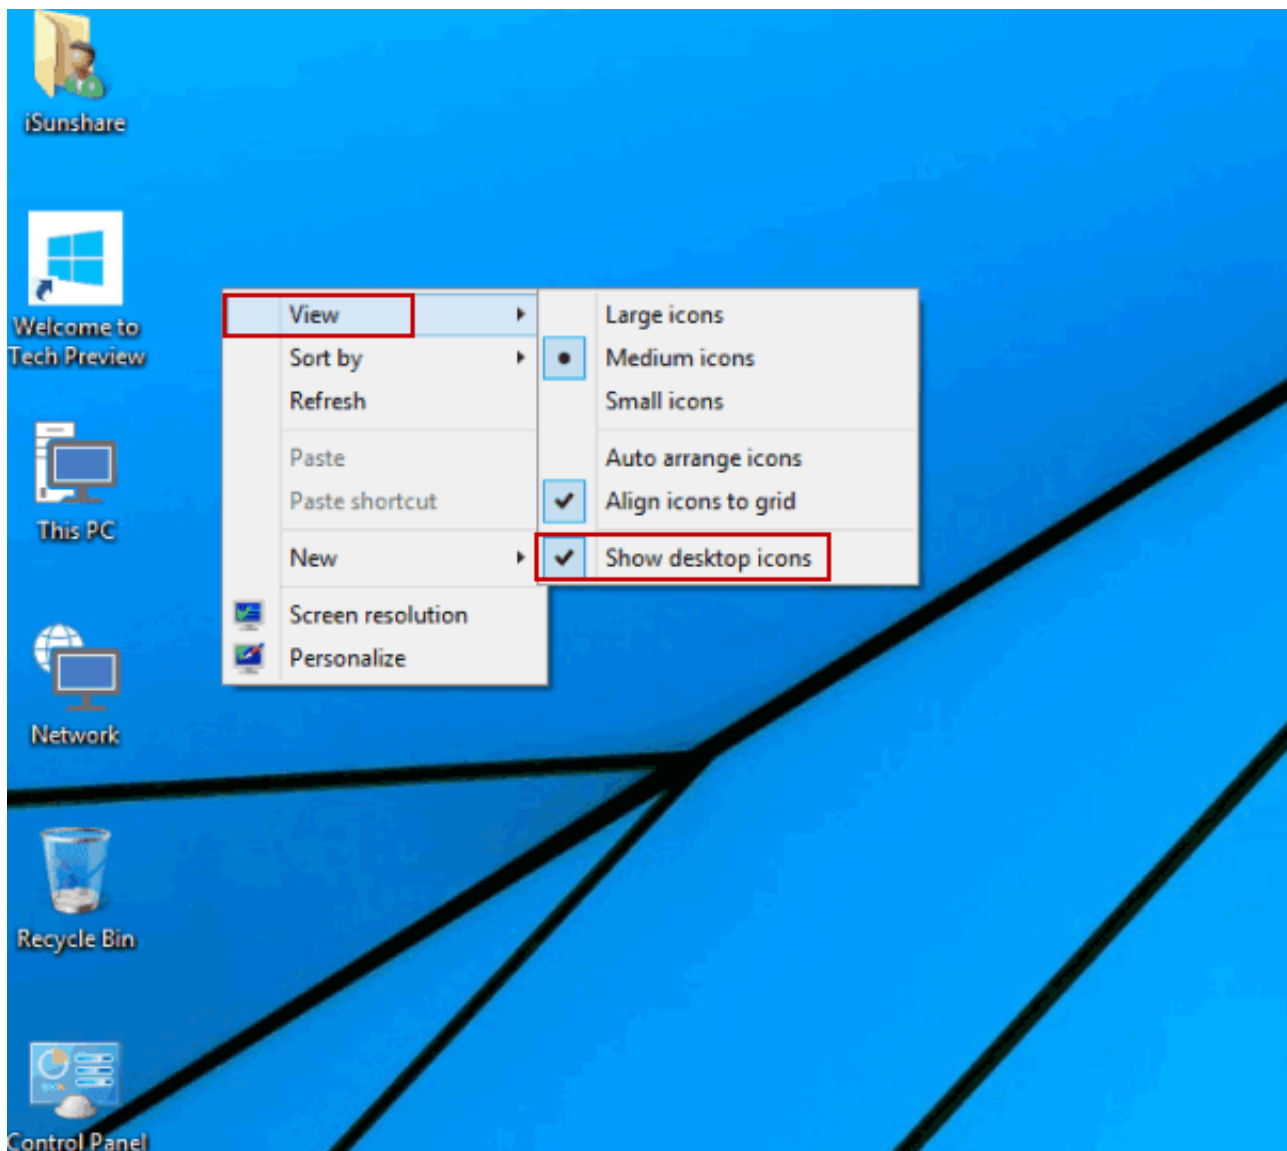 iSunshare
Welcome to
Tech Preview
This PC
Network
Recycle Bin
Control Panel
View
Sort by
Refresh
Paste
Paste shortcut
New
Screen resolution
Personalize
Large icons
Medium icons
Small icons
Auto arrange icons
Align icons to grid
Show desktop icons